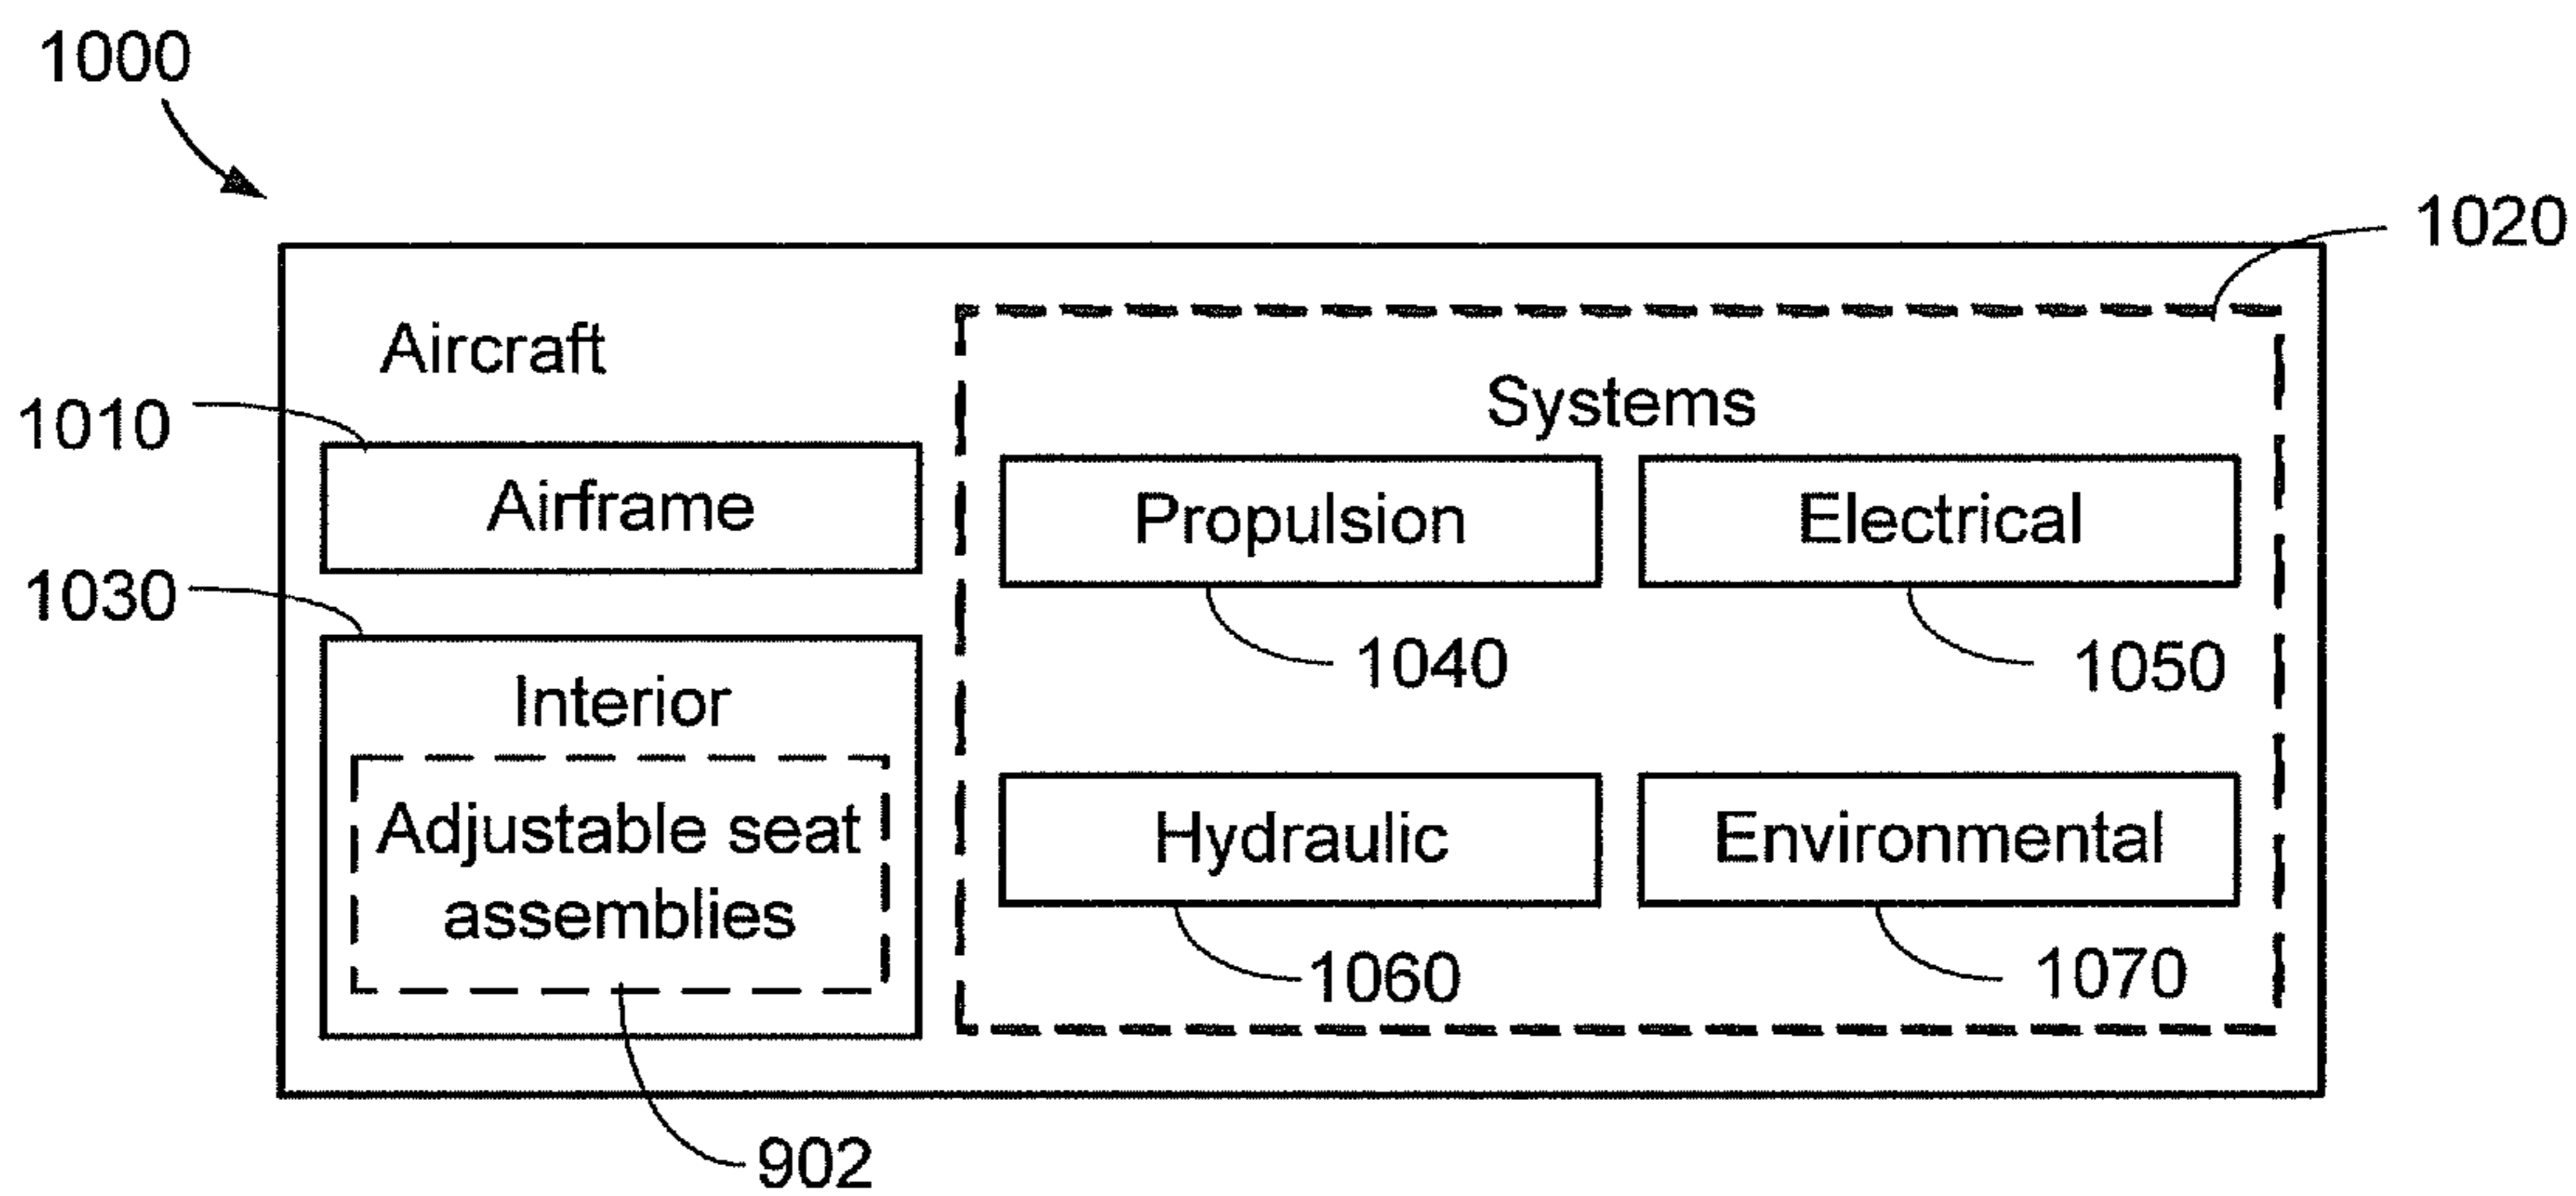 1000
1020
Aircraft
Systems
1010
Airframe
Propulsion
Electrical
1030
1040
1050
Interior
Adjustable seat
assemblies
Hydraulic
Environmental
1060
1070
902